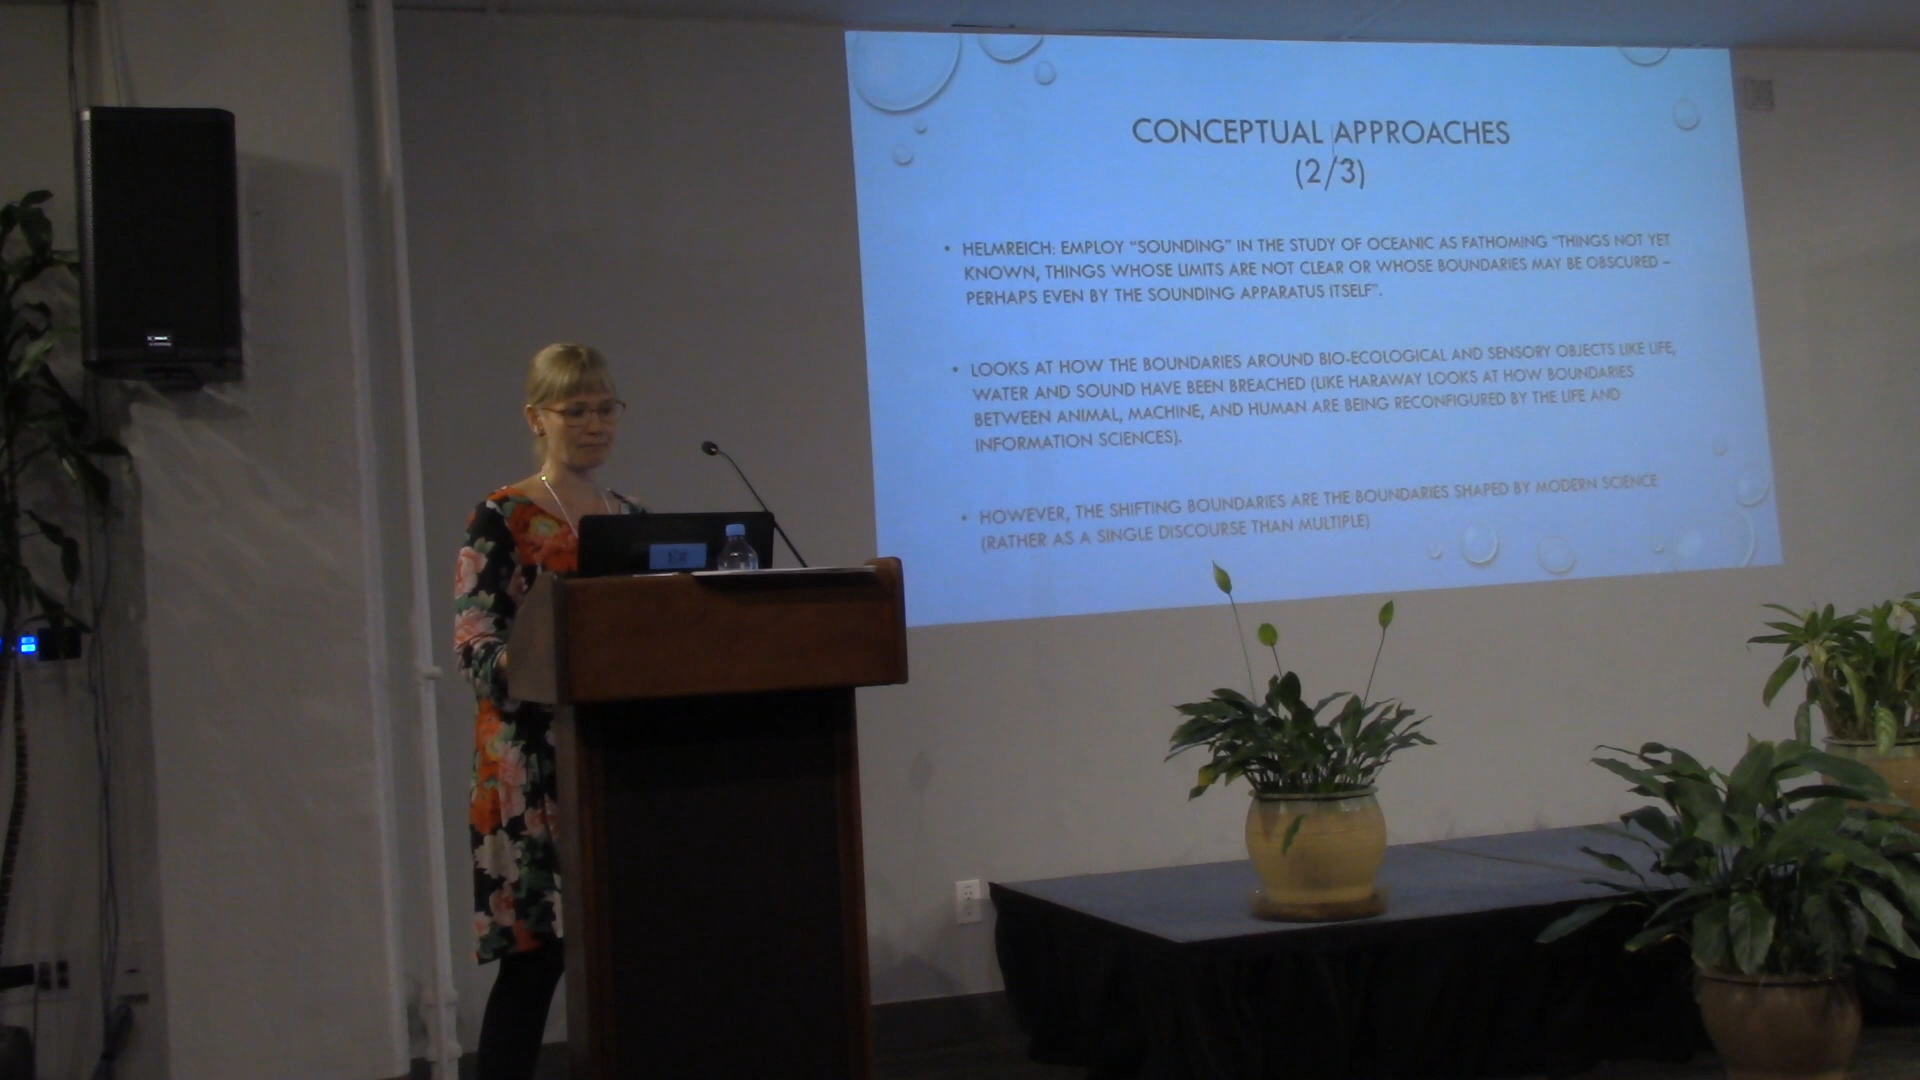 CONCEPTUAL APPROACHES
(2/3)
• HELMREICH: EMPLOY "SOUNDING" IN THE STUDY OF OCEANIC AS FATHOMING "THINGS NOT YET
KNOWN, THINGS WHOSE LIMITS ARE NOT CLEAR OR WHOSE BOUNDARIES MAY BE OBSCURED –
PERHAPS EVEN BY THE SOUNDING APPARATUS ITSELF".
• LOOKS AT HOW THE BOUNDARIES AROUND BIO-ECOLOGICAL AND SENSORY OBJECTS LIKE LIFE,
WATER AND SOUND HAVE BEEN BREACHED (LIKE HARAWAY LOOKS AT HOW BOUNDARIES
BETWEEN ANIMAL, MACHINE, AND HUMAN ARE BEING RECONFIGURED BY THE LIFE AND
INFORMATION SCIENCES).
• HOWEVER, THE SHIFTING BOUNDARIES ARE THE BOUNDARIES SHAPED BY MODERN SCIENCE
(RATHER AS A SINGLE DISCOURSE THAN MULTIPLE)